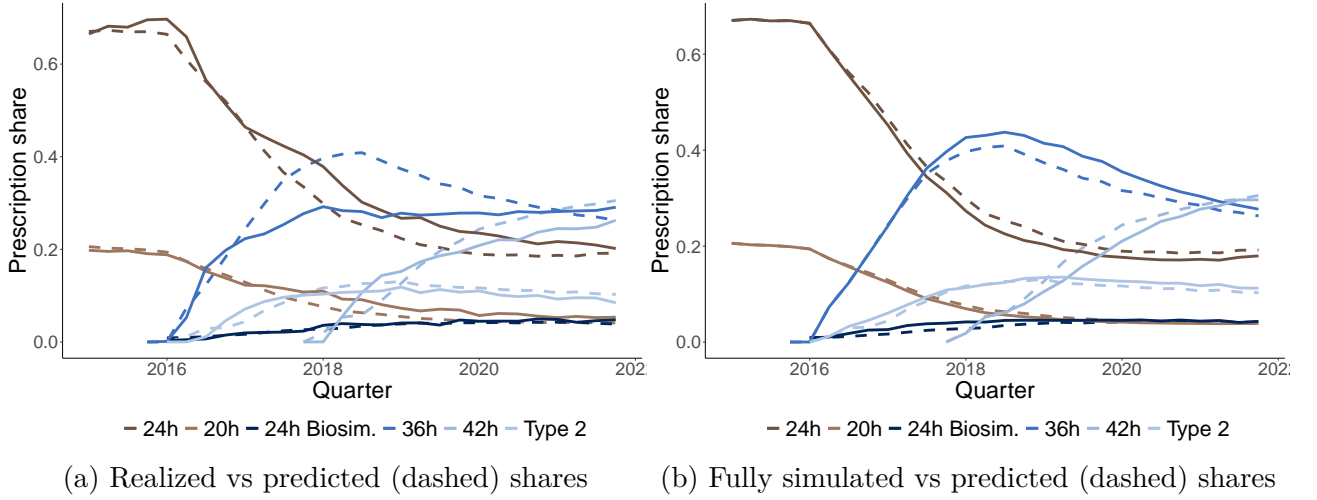 Prescription share
0.6
0.4
0.2
0.0
2016
2018
2020
202
Quarter
24h
20h
24h Biosim.
36h
42h
Type 2
(a) Realized vs predicted (dashed) shares
Prescription share
0.6
0.4
0.2
0.0
2016
2018
2020
2022
Quarter
24h
20h
24h Biosim.
36h
42h
Type 2
(b) Fully simulated vs predicted (dashed) shares